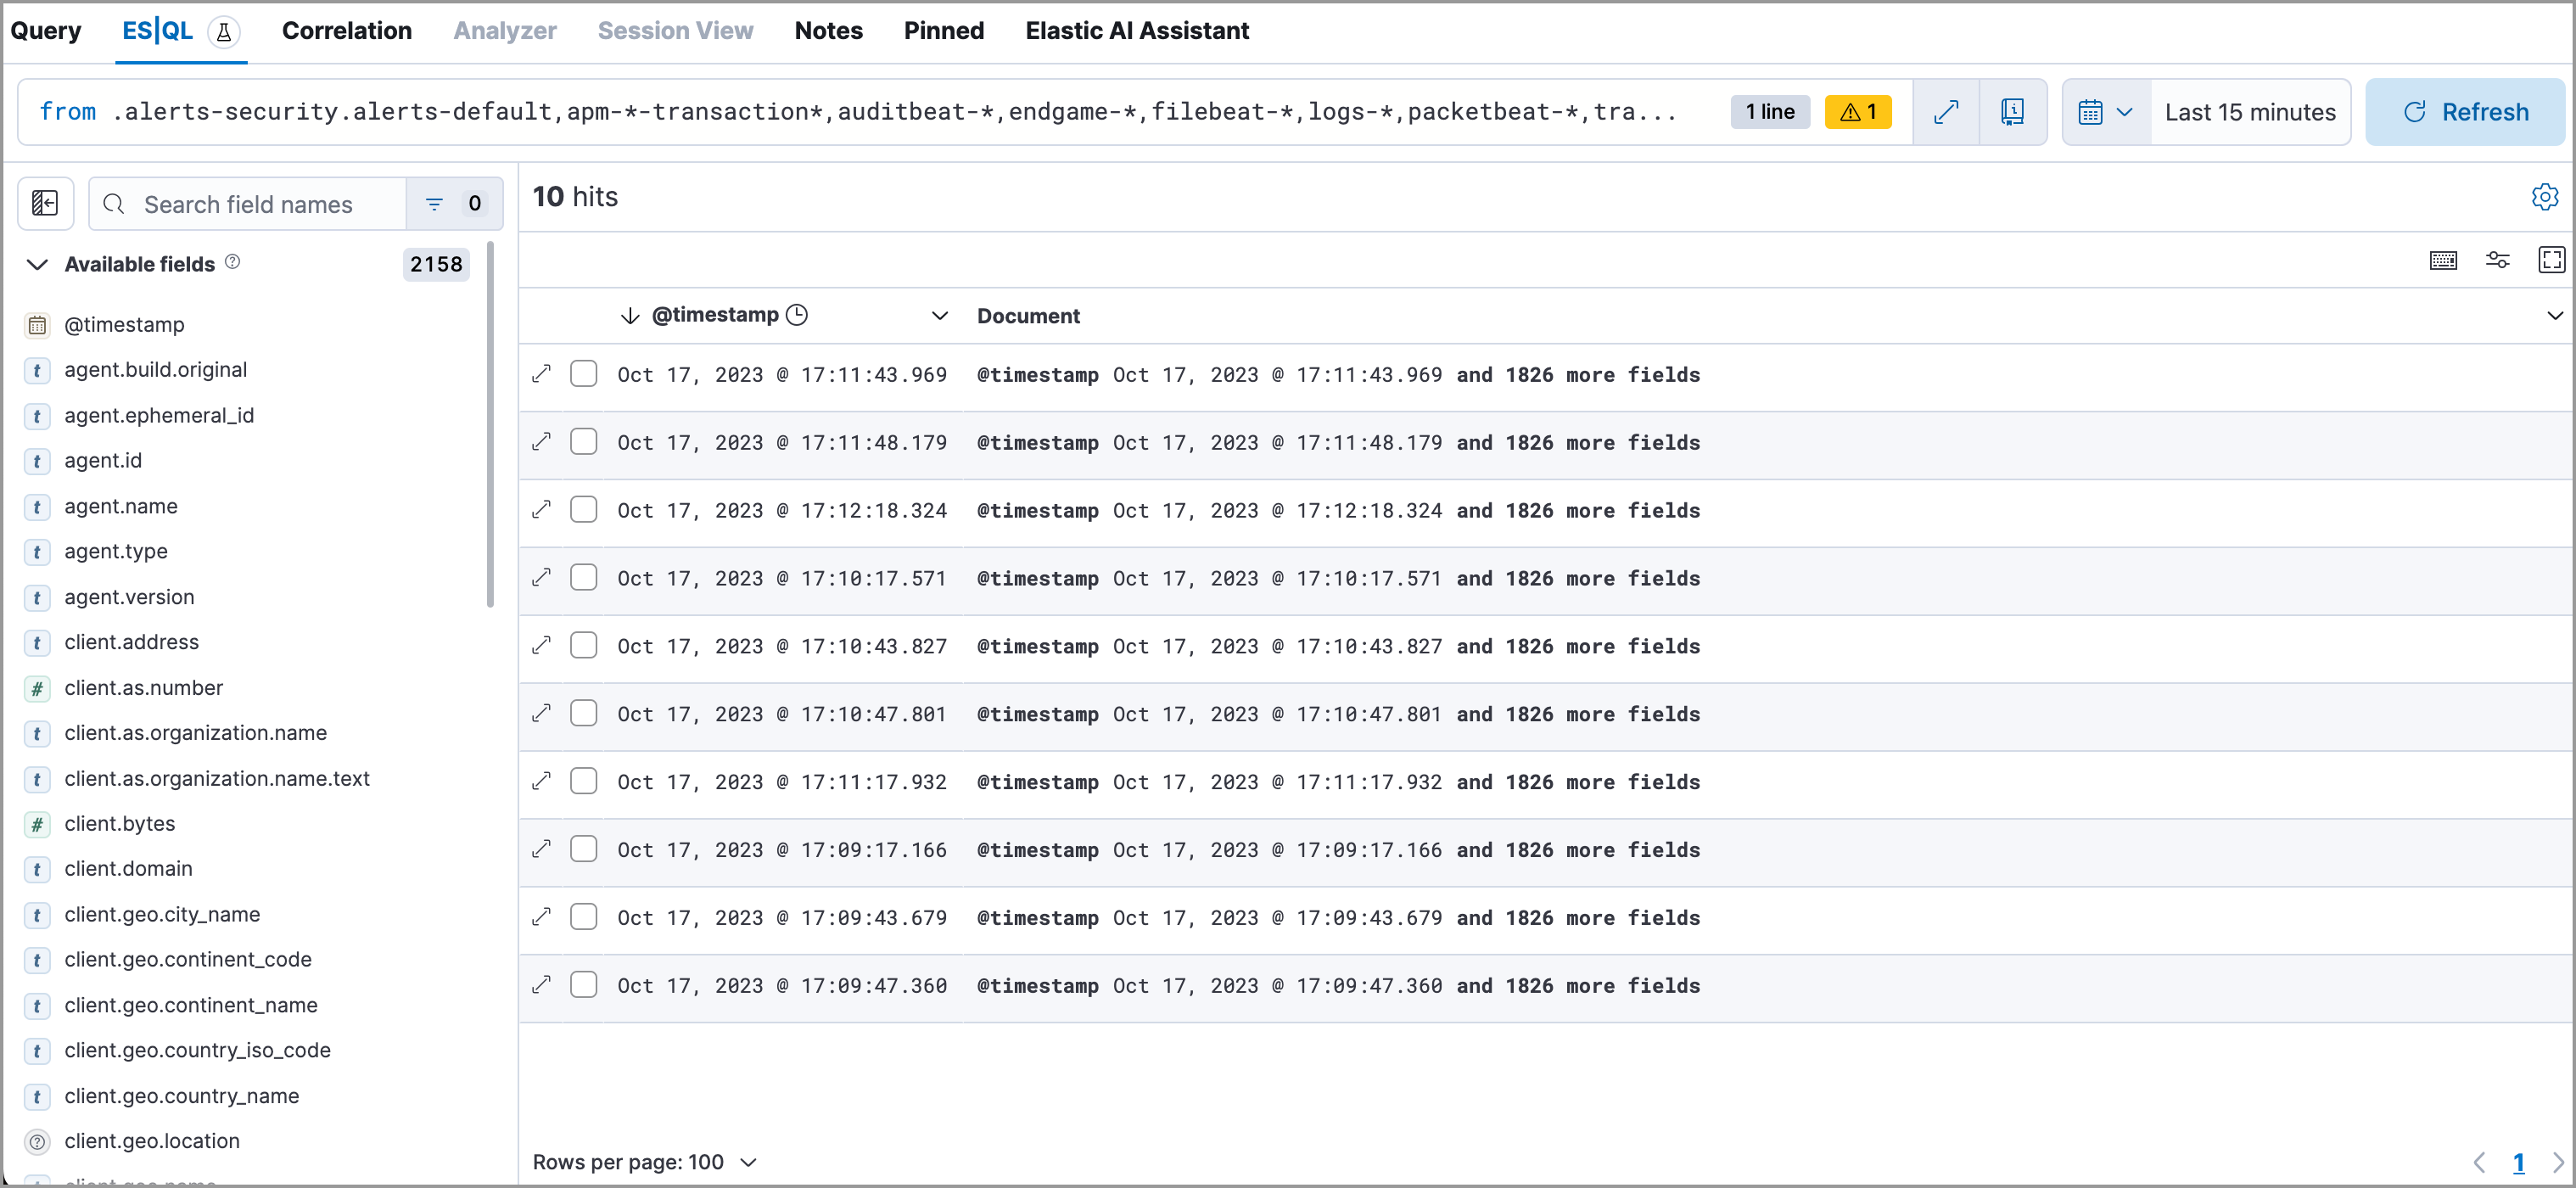 Query ES|QL Correlation Analyzer Session View Notes Pinned Elastic AI Assistant
from .alerts-security.alerts-default,apm-*-transaction*,auditbeat-*,endgame-*,filebeat-*,logs-*,packetbeat-*,tra... 1 line 1 Last 15 minutes Refresh
Search field names 0
Available fields 2158
@timestamp
t agent.build.original
t agent.ephemeral_id
t agent.id
t agent.name
t agent.type
t agent.version
t client.address
# client.as.number
t client.as.organization.name
t client.as.organization.name.text
# client.bytes
t client.domain
t client.geo.city_name
t client.geo.continent_code
t client.geo.continent_name
t client.geo.country_iso_code
t client.geo.country_name
client.geo.location
client.geo.name
10 hits
@timestamp Document
Oct 17, 2023 @ 17:11:43.969 @timestamp Oct 17, 2023 @ 17:11:43.969 and 1826 more fields
Oct 17, 2023 @ 17:11:48.179 @timestamp Oct 17, 2023 @ 17:11:48.179 and 1826 more fields
Oct 17, 2023 @ 17:12:18.324 @timestamp Oct 17, 2023 @ 17:12:18.324 and 1826 more fields
Oct 17, 2023 @ 17:10:17.571 @timestamp Oct 17, 2023 @ 17:10:17.571 and 1826 more fields
Oct 17, 2023 @ 17:10:43.827 @timestamp Oct 17, 2023 @ 17:10:43.827 and 1826 more fields
Oct 17, 2023 @ 17:10:47.801 @timestamp Oct 17, 2023 @ 17:10:47.801 and 1826 more fields
Oct 17, 2023 @ 17:11:17.932 @timestamp Oct 17, 2023 @ 17:11:17.932 and 1826 more fields
Oct 17, 2023 @ 17:09:17.166 @timestamp Oct 17, 2023 @ 17:09:17.166 and 1826 more fields
Oct 17, 2023 @ 17:09:43.679 @timestamp Oct 17, 2023 @ 17:09:43.679 and 1826 more fields
Oct 17, 2023 @ 17:09:47.360 @timestamp Oct 17, 2023 @ 17:09:47.360 and 1826 more fields
Rows per page: 100 1